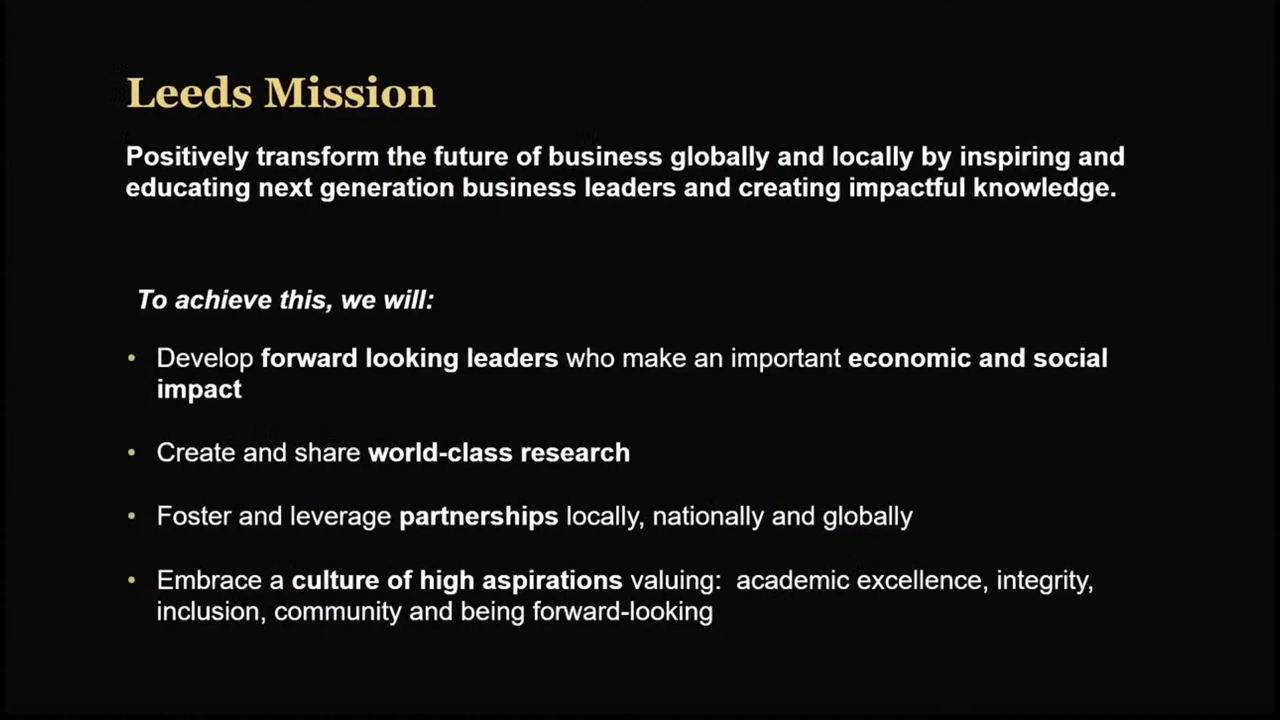 Leeds Mission
Positively transform the future of business globally and locally by inspiring and
educating next generation business leaders and creating impactful knowledge.
To achieve this, we will:
• Develop forward looking leaders who make an important economic and social
impact
• Create and share world-class research
• Foster and leverage partnerships locally, nationally and globally
• Embrace a culture of high aspirations valuing:  academic excellence, integrity,
inclusion, community and being forward-looking